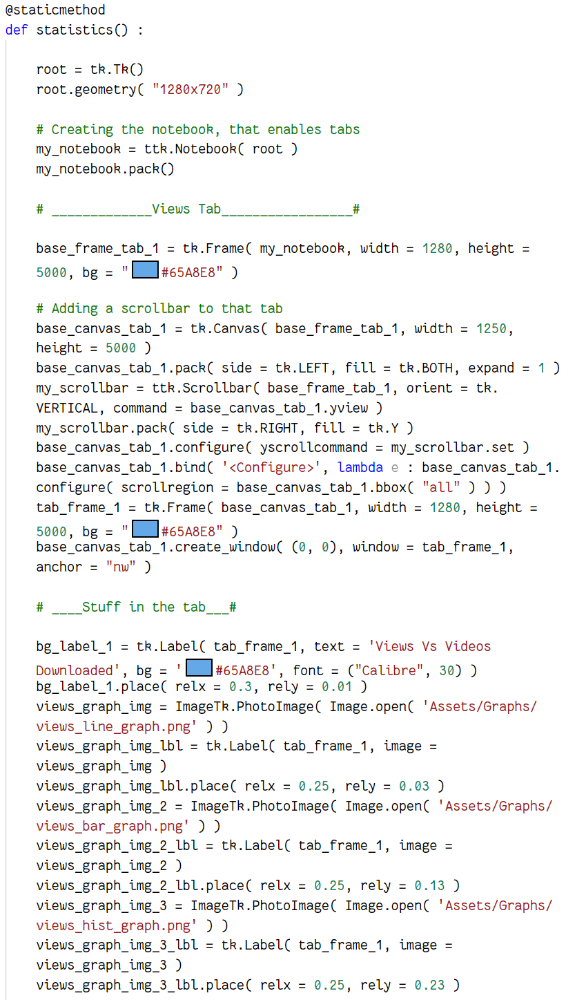 @staticmethod
def statistics() :
root = tk.Tk()
root.geometry( "1280x720" )
# Creating the notebook, that enables tabs
my_notebook = ttk.Notebook( root )
my_notebook.pack()
# _____________Views Tab_________________#
base_frame_tab_1 = tk.Frame( my_notebook, width = 1280, height =
5000, bg = "#65A8E8" )
# Adding a scrollbar to that tab
base_canvas_tab_1 = tk.Canvas( base_frame_tab_1, width = 1250,
height = 5000 )
base_canvas_tab_1.pack( side = tk.LEFT, fill = tk.BOTH, expand = 1 )
my_scrollbar = ttk.Scrollbar( base_frame_tab_1, orient = tk.
VERTICAL, command = base_canvas_tab_1.yview )
my_scrollbar.pack( side = tk.RIGHT, fill = tk.Y )
base_canvas_tab_1.configure( yscrollcommand = my_scrollbar.set )
base_canvas_tab_1.bind( '<Configure>', lambda e : base_canvas_tab_1.
configure( scrollregion = base_canvas_tab_1.bbox( "all" ) ) )
tab_frame_1 = tk.Frame( base_canvas_tab_1, width = 1280, height =
5000, bg = "#65A8E8" )
base_canvas_tab_1.create_window( (0, 0), window = tab_frame_1,
anchor = "nw" )
# ____Stuff in the tab___#
bg_label_1 = tk.Label( tab_frame_1, text = 'Views Vs Videos
Downloaded', bg = '#65A8E8', font = ("Calibre", 30) )
bg_label_1.place( relx = 0.3, rely = 0.01 )
views_graph_img = ImageTk.PhotoImage( Image.open( 'Assets/Graphs/
views_line_graph.png' ) )
views_graph_img_lbl = tk.Label( tab_frame_1, image =
views_graph_img )
views_graph_img_lbl.place( relx = 0.25, rely = 0.03 )
views_graph_img_2 = ImageTk.PhotoImage( Image.open( 'Assets/Graphs/
views_bar_graph.png' ) )
views_graph_img_2_lbl = tk.Label( tab_frame_1, image =
views_graph_img_2 )
views_graph_img_2_lbl.place( relx = 0.25, rely = 0.13 )
views_graph_img_3 = ImageTk.PhotoImage( Image.open( 'Assets/Graphs/
views_hist_graph.png' ) )
views_graph_img_3_lbl = tk.Label( tab_frame_1, image =
views_graph_img_3 )
views_graph_img_3_lbl.place( relx = 0.25, rely = 0.23 )